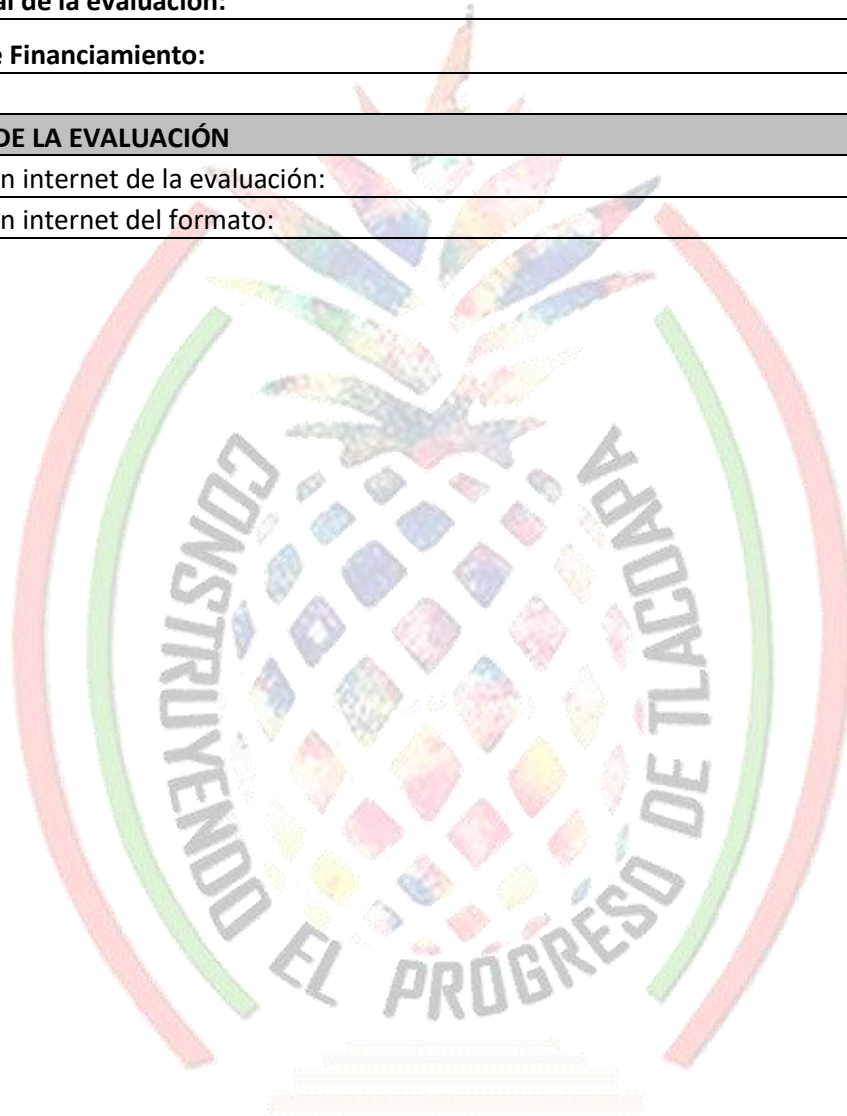 al de la evaluación:
e Financiamiento:
DE LA EVALUACIÓN
n internet de la evaluación:
n internet del formato:
CONSTRUYENDO EL PROGRESO DE TLACOAPA